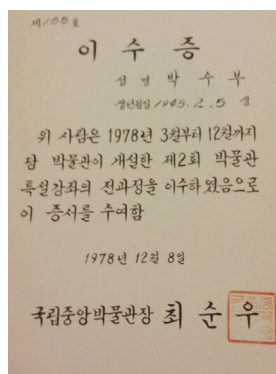 제155호
이수증
성명 박수부
생년월일 1945. 2. 5 생
위 사람은 1978년 3월부터 12월까지
당 박물관이 개설한 제2회 박물관
특설강좌의 전과정을 이수하였음으로
이 증서를 수여함
1978년 12월 8일
국립중앙박물관장 최순우